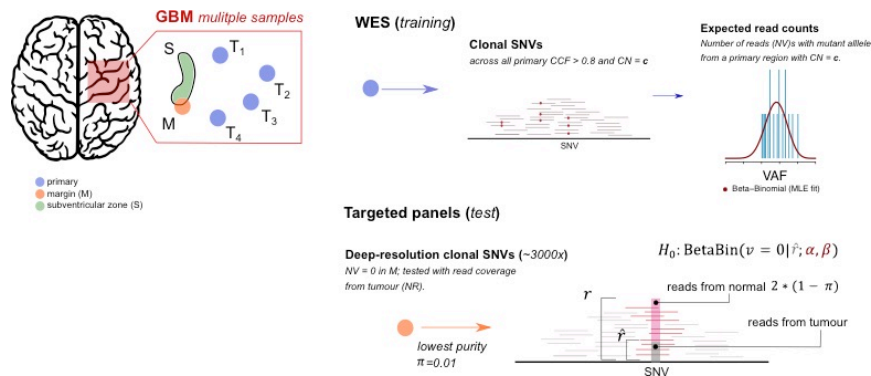 GBM mulitple samples
S
T1
T2
T3
T4
M
primary
margin (M)
subventricular zone (S)
WES (training)
Clonal SNVs
across all primary CCF > 0.8 and CN = c
SNV
Expected read counts
Number of reads (NV)s with mutant allele
from a primary region with CN = c.
VAF
Beta–Binomial (MLE fit)
Targeted panels (test)
Deep-resolution clonal SNVs (~3000x)
NV = 0 in M; tested with read coverage
from tumour (NR).
lowest purity
π =0.01
H0: BetaBin(v = 0|r̂; α, β)
reads from normal 2 ∗ (1 − π)
r
r̂
reads from tumour
SNV